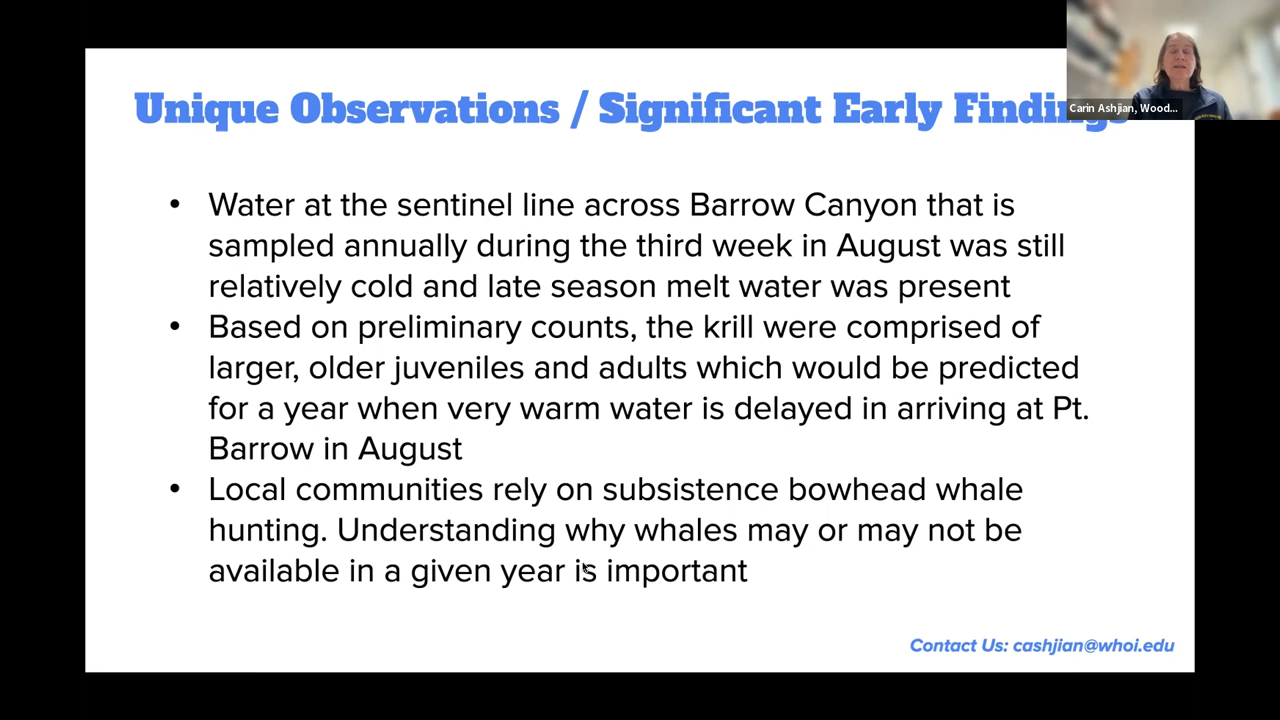 Unique Observations / Significant Early Findings
Carin Ashjian, Wood...
• Water at the sentinel line across Barrow Canyon that is
sampled annually during the third week in August was still
relatively cold and late season melt water was present
• Based on preliminary counts, the krill were comprised of
larger, older juveniles and adults which would be predicted
for a year when very warm water is delayed in arriving at Pt.
Barrow in August
• Local communities rely on subsistence bowhead whale
hunting. Understanding why whales may or may not be
available in a given year is important
Contact Us: cashjian@whoi.edu